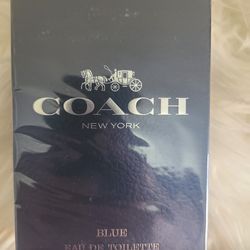 COACH
NEW YORK
BLUE
EAU DE TOILETTE